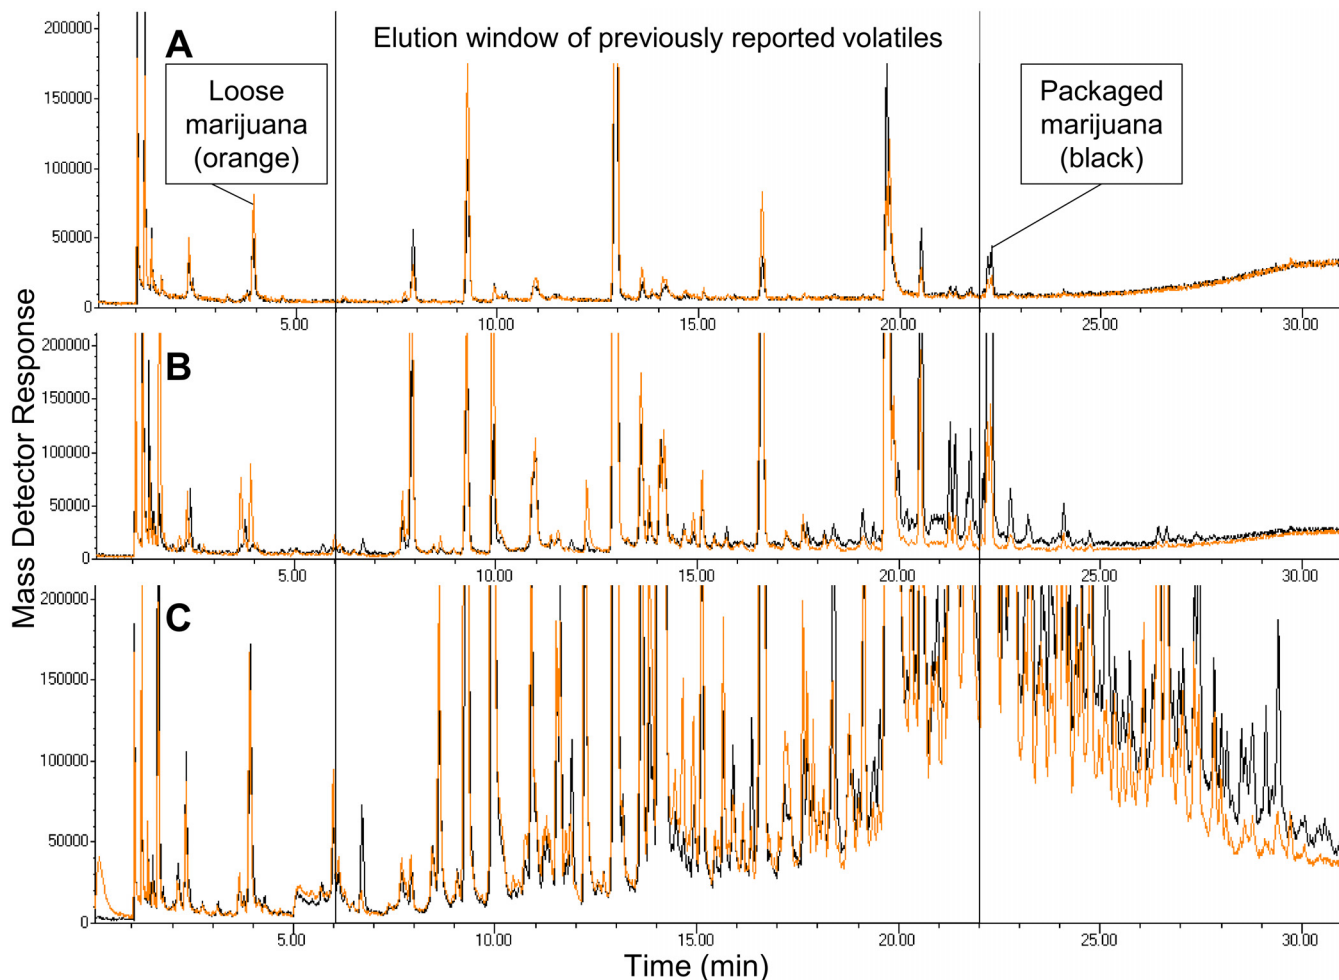 A
Elution window of previously reported volatiles
Loose
marijuana
(orange)
Packaged
marijuana
(black)
200000
150000
100000
50000
0
5.00 10.00 15.00 20.00 25.00 30.00
B
200000
150000
100000
50000
0
5.00 10.00 15.00 20.00 25.00 30.00
C
200000
150000
100000
50000
0
5.00 10.00 15.00 20.00 25.00 30.00
Mass Detector Response
Time (min)